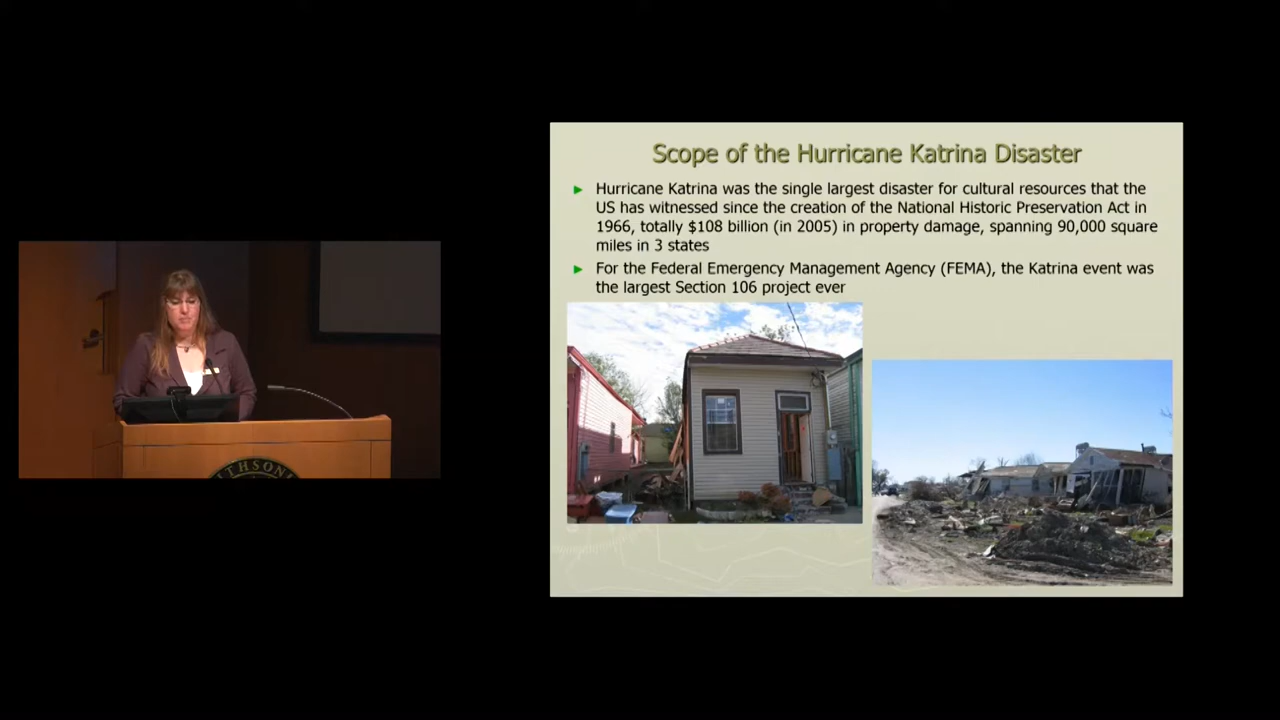 Scope of the Hurricane Katrina Disaster
Hurricane Katrina was the single largest disaster for cultural resources that the
US has witnessed since the creation of the National Historic Preservation Act in
1966, totally $108 billion (in 2005) in property damage, spanning 90,000 square
miles in 3 states
For the Federal Emergency Management Agency (FEMA), the Katrina event was
the largest Section 106 project ever
THSONI